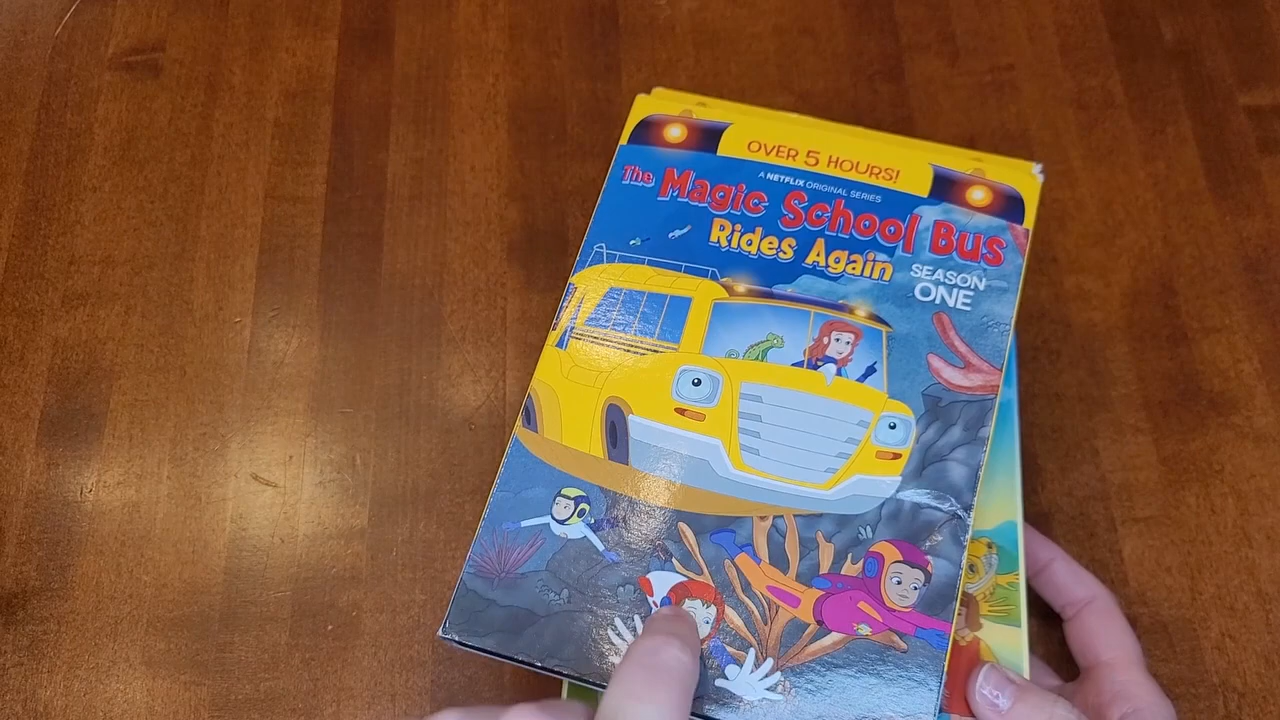 OVER 5 HOURS!
A NETFLIX ORIGINAL SERIES
The Magic School Bus
Rides Again
SEASON
ONE